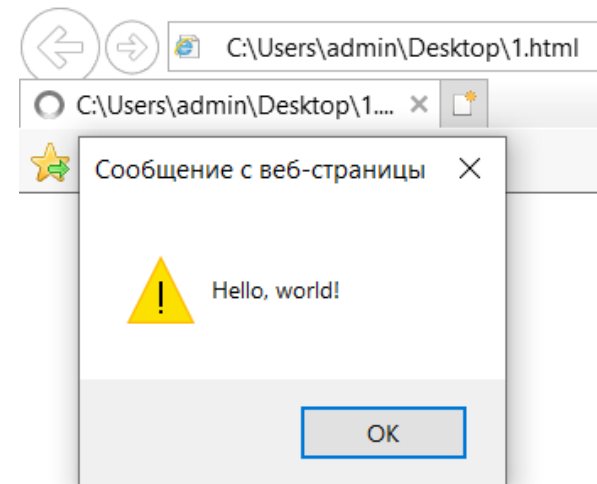 C:\Users\admin\Desktop\1.html
C:\Users\admin\Desktop\1....
Сообщение с веб-страницы
Hello, world!
OK